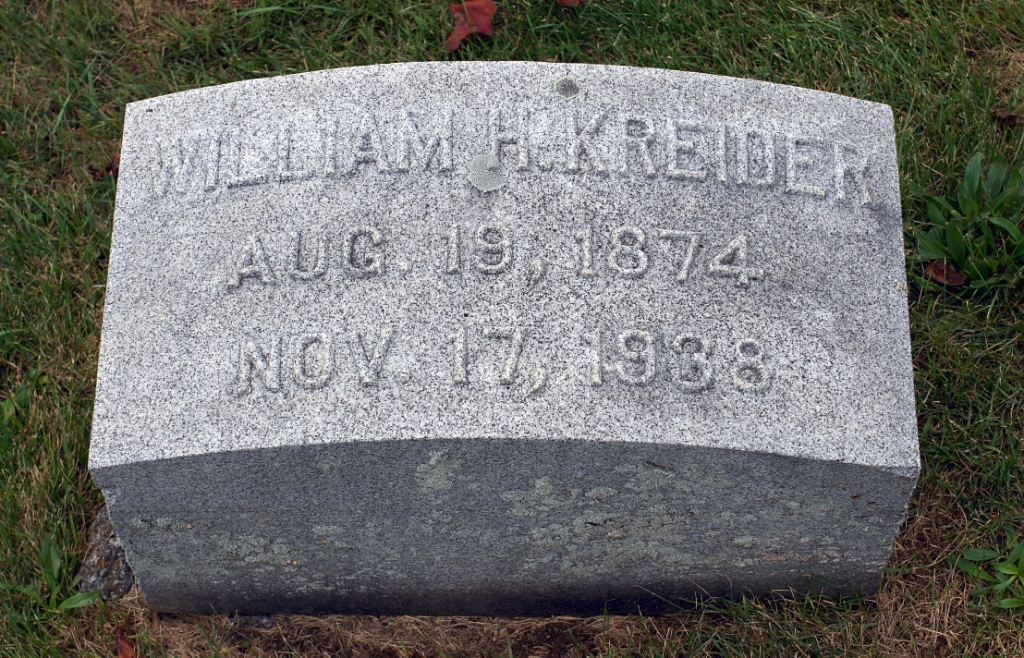 WILLIAM H. KREIDER
AUG. 19, 1874
NOV. 17, 1938